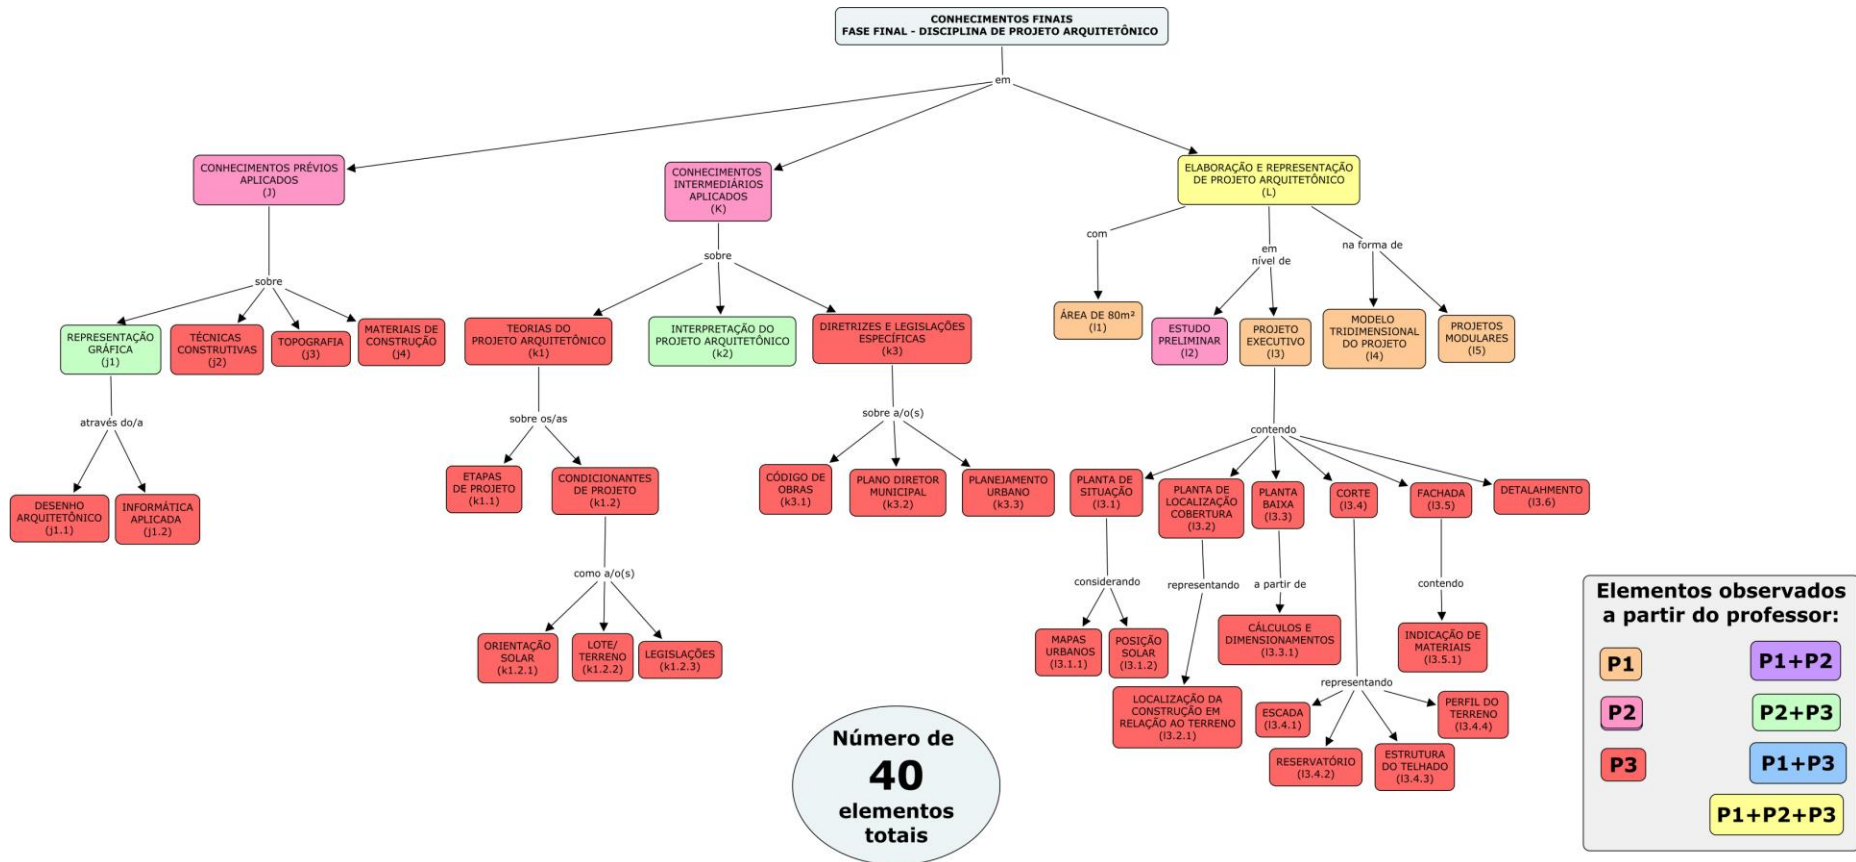 CONHECIMENTOS FINAIS
FASE FINAL - DISCIPLINA DE PROJETO ARQUITETÔNICO
em
CONHECIMENTOS PRÉVIOS
APLICADOS
(J)
CONHECIMENTOS
INTERMEDIÁRIOS
APLICADOS
(K)
ELABORAÇÃO E REPRESENTAÇÃO
DE PROJETO ARQUITETÔNICO
(L)
sobre
sobre
com
em
nível de
na forma de
REPRESENTAÇÃO
GRÁFICA
(j1)
TÉCNICAS
CONSTRUTIVAS
(j2)
TOPOGRAFIA
(j3)
MATERIAIS DE
CONSTRUÇÃO
(j4)
TEORIAS DO
PROJETO ARQUITETÔNICO
(k1)
INTERPRETAÇÃO DO
PROJETO ARQUITETÔNICO
(k2)
DIRETRIZES E LEGISLAÇÕES
ESPECÍFICAS
(k3)
ÁREA DE 80m²
(l1)
ESTUDO
PRELIMINAR
(l2)
PROJETO
EXECUTIVO
(l3)
MODELO
TRIDIMENSIONAL
DO PROJETO
(l4)
PROJETOS
MODULARES
(l5)
através do/a
sobre os/as
sobre a/o(s)
contendo
DESENHO
ARQUITETÔNICO
(j1.1)
INFORMÁTICA
APLICADA
(j1.2)
ETAPAS
DE PROJETO
(k1.1)
CONDICIONANTES
DE PROJETO
(k1.2)
CÓDIGO DE
OBRAS
(k3.1)
PLANO DIRETOR
MUNICIPAL
(k3.2)
PLANEJAMENTO
URBANO
(k3.3)
PLANTA DE
SITUAÇÃO
(l3.1)
PLANTA DE
LOCALIZAÇÃO
COBERTURA
(l3.2)
PLANTA
BAIXA
(l3.3)
CORTE
(l3.4)
FACHADA
(l3.5)
DETALAHMENTO
(l3.6)
como a/o(s)
considerando
representando
a partir de
contendo
ORIENTAÇÃO
SOLAR
(k1.2.1)
LOTE/
TERRENO
(k1.2.2)
LEGISLAÇÕES
(k1.2.3)
MAPAS
URBANOS
(l3.1.1)
POSIÇÃO
SOLAR
(l3.1.2)
CÁLCULOS E
DIMENSIONAMENTOS
(l3.3.1)
INDICAÇÃO DE
MATERIAIS
(l3.5.1)
representando
LOCALIZAÇÃO DA
CONSTRUÇÃO EM
RELAÇÃO AO TERRENO
(l3.2.1)
ESCADA
(l3.4.1)
PERFIL DO
TERRENO
(l3.4.4)
RESERVATÓRIO
(l3.4.2)
ESTRUTURA
DO TELHADO
(l3.4.3)
Número de
40
elementos
totais
Elementos observados
a partir do professor:
P1
P1+P2
P2
P2+P3
P3
P1+P3
P1+P2+P3